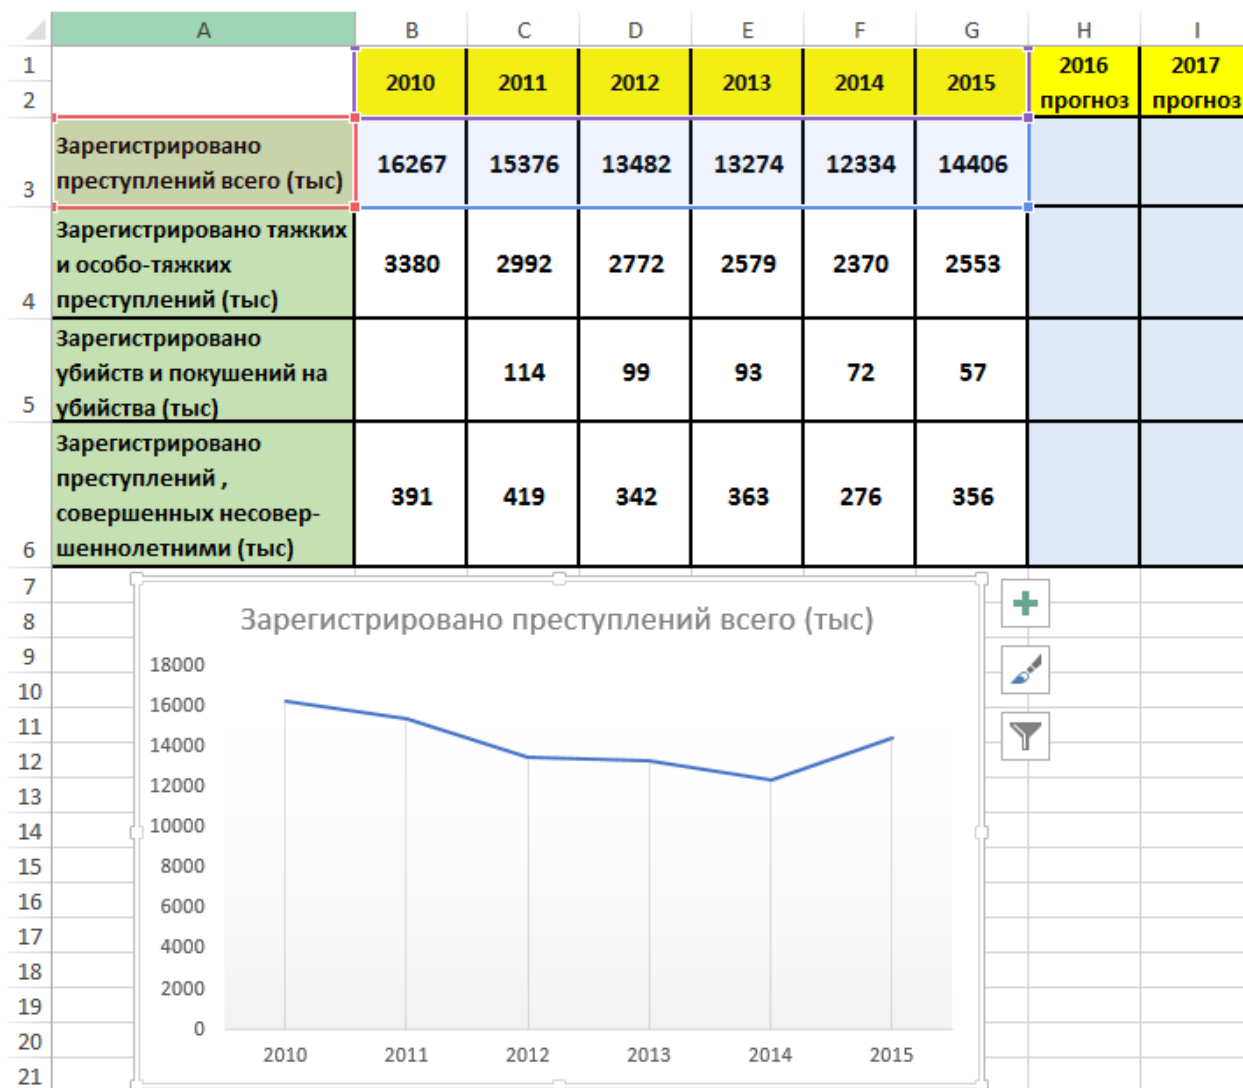 A B C D E F G H I
1 2010 2011 2012 2013 2014 2015 2016 2017
2 прогноз прогноз
Зарегистрировано
преступлений всего (тыс) 16267 15376 13482 13274 12334 14406
3
Зарегистрировано тяжких
и особо-тяжких 3380 2992 2772 2579 2370 2553
4 преступлений (тыс)
Зарегистрировано
убийств и покушений на 114 99 93 72 57
5 убийства (тыс)
Зарегистрировано
преступлений ,
совершенных несовер- 391 419 342 363 276 356
6 шеннолетними (тыс)
7
8 Зарегистрировано преступлений всего (тыс)
9 18000
10 16000
11 14000
12 12000
13 10000
14
15 8000
16 6000
17 4000
18
19 2000
20 0
21 2010 2011 2012 2013 2014 2015